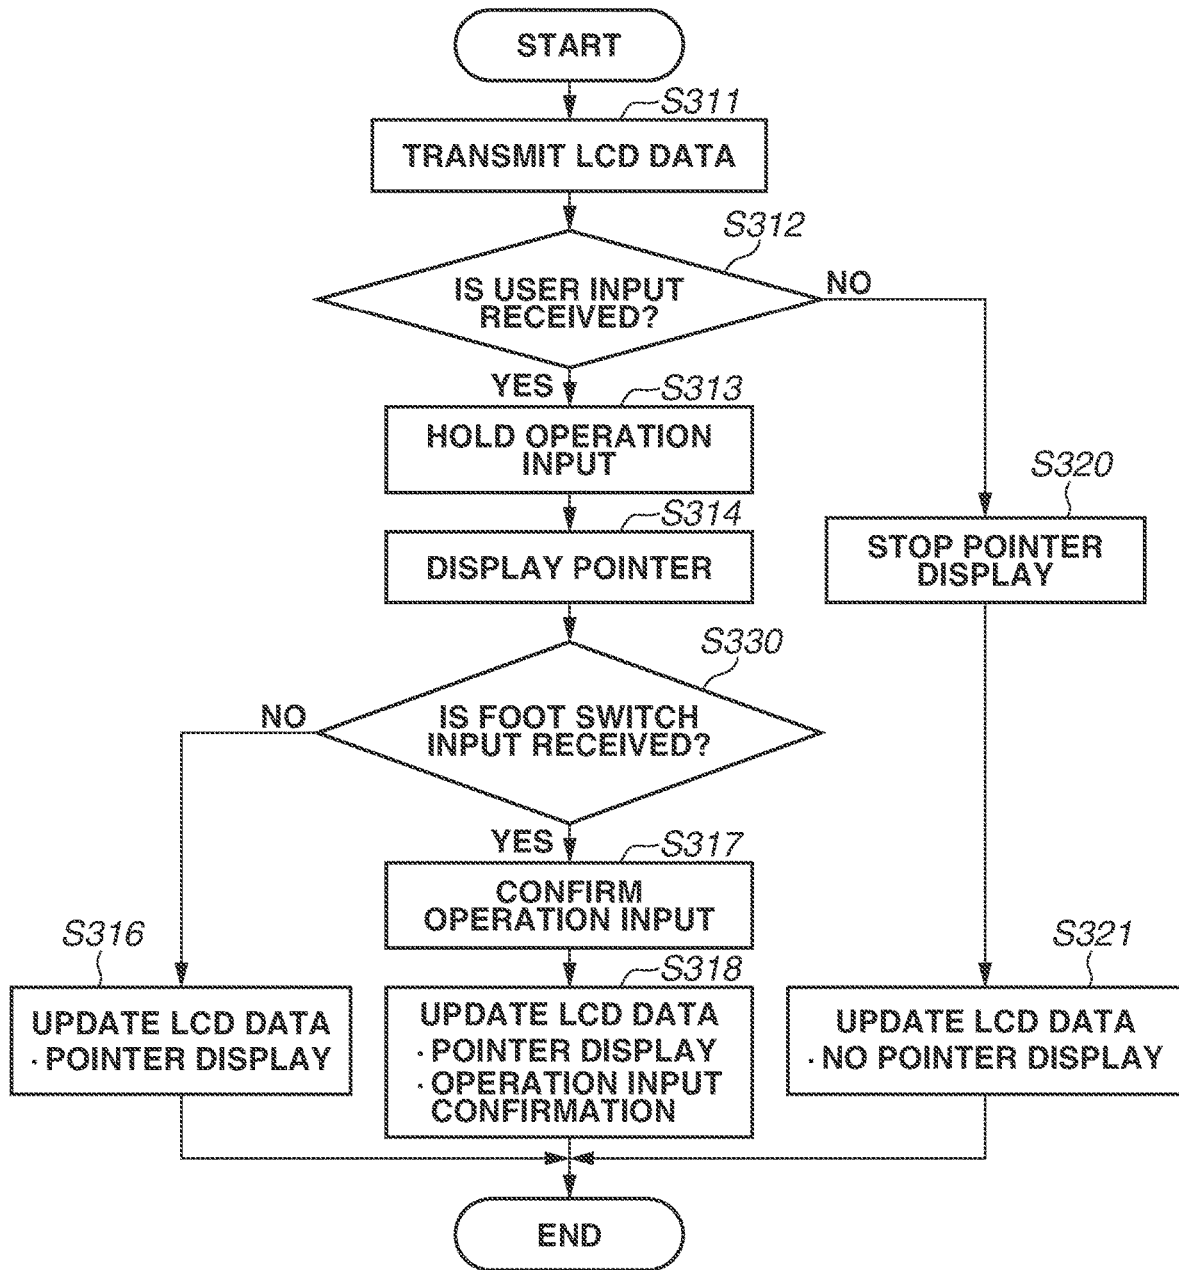 START
S311
TRANSMIT LCD DATA
S312
IS USER INPUT
RECEIVED?
NO
YES
S313
HOLD OPERATION
INPUT
S320
S314
STOP POINTER
DISPLAY
DISPLAY POINTER
S330
NO
IS FOOT SWITCH
INPUT RECEIVED?
YES
S317
CONFIRM
OPERATION INPUT
S316
S318
S321
UPDATE LCD DATA
· POINTER DISPLAY
UPDATE LCD DATA
· POINTER DISPLAY
· OPERATION INPUT
CONFIRMATION
UPDATE LCD DATA
· NO POINTER DISPLAY
END